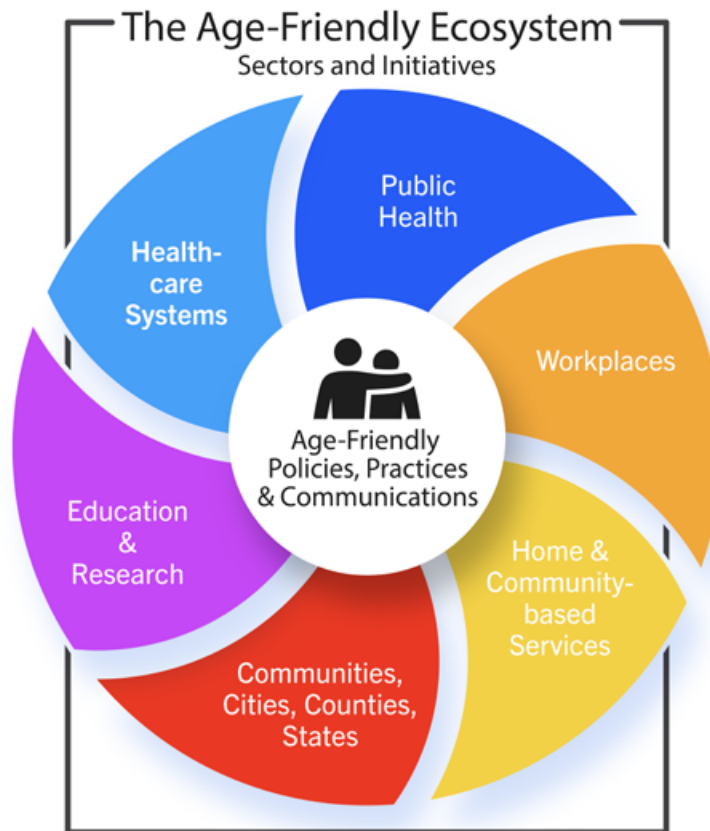 The Age-Friendly Ecosystem
Sectors and Initiatives
Public
Health
Health-
care
Systems
Workplaces
Age-Friendly
Policies, Practices
& Communications
Education
&
Research
Home &
Community-
based
Services
Communities,
Cities, Counties,
States